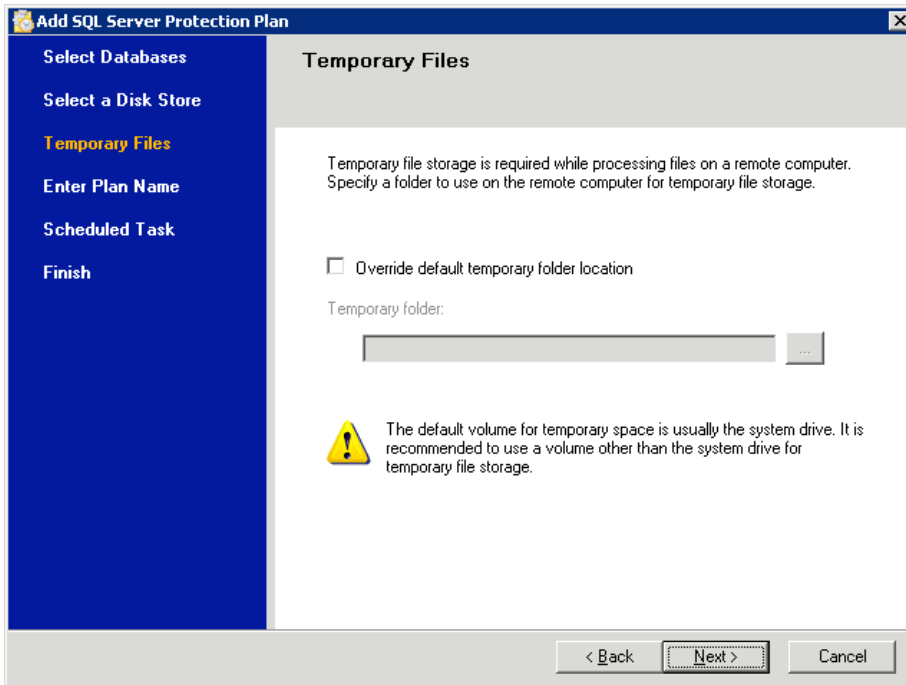 Add SQL Server Protection Plan
Select Databases
Select a Disk Store
Temporary Files
Enter Plan Name
Scheduled Task
Finish
Temporary Files
Temporary file storage is required while processing files on a remote computer.
Specify a folder to use on the remote computer for temporary file storage.
Override default temporary folder location
Temporary folder:
...
The default volume for temporary space is usually the system drive. It is
recommended to use a volume other than the system drive for
temporary file storage.
< Back
Next >
Cancel